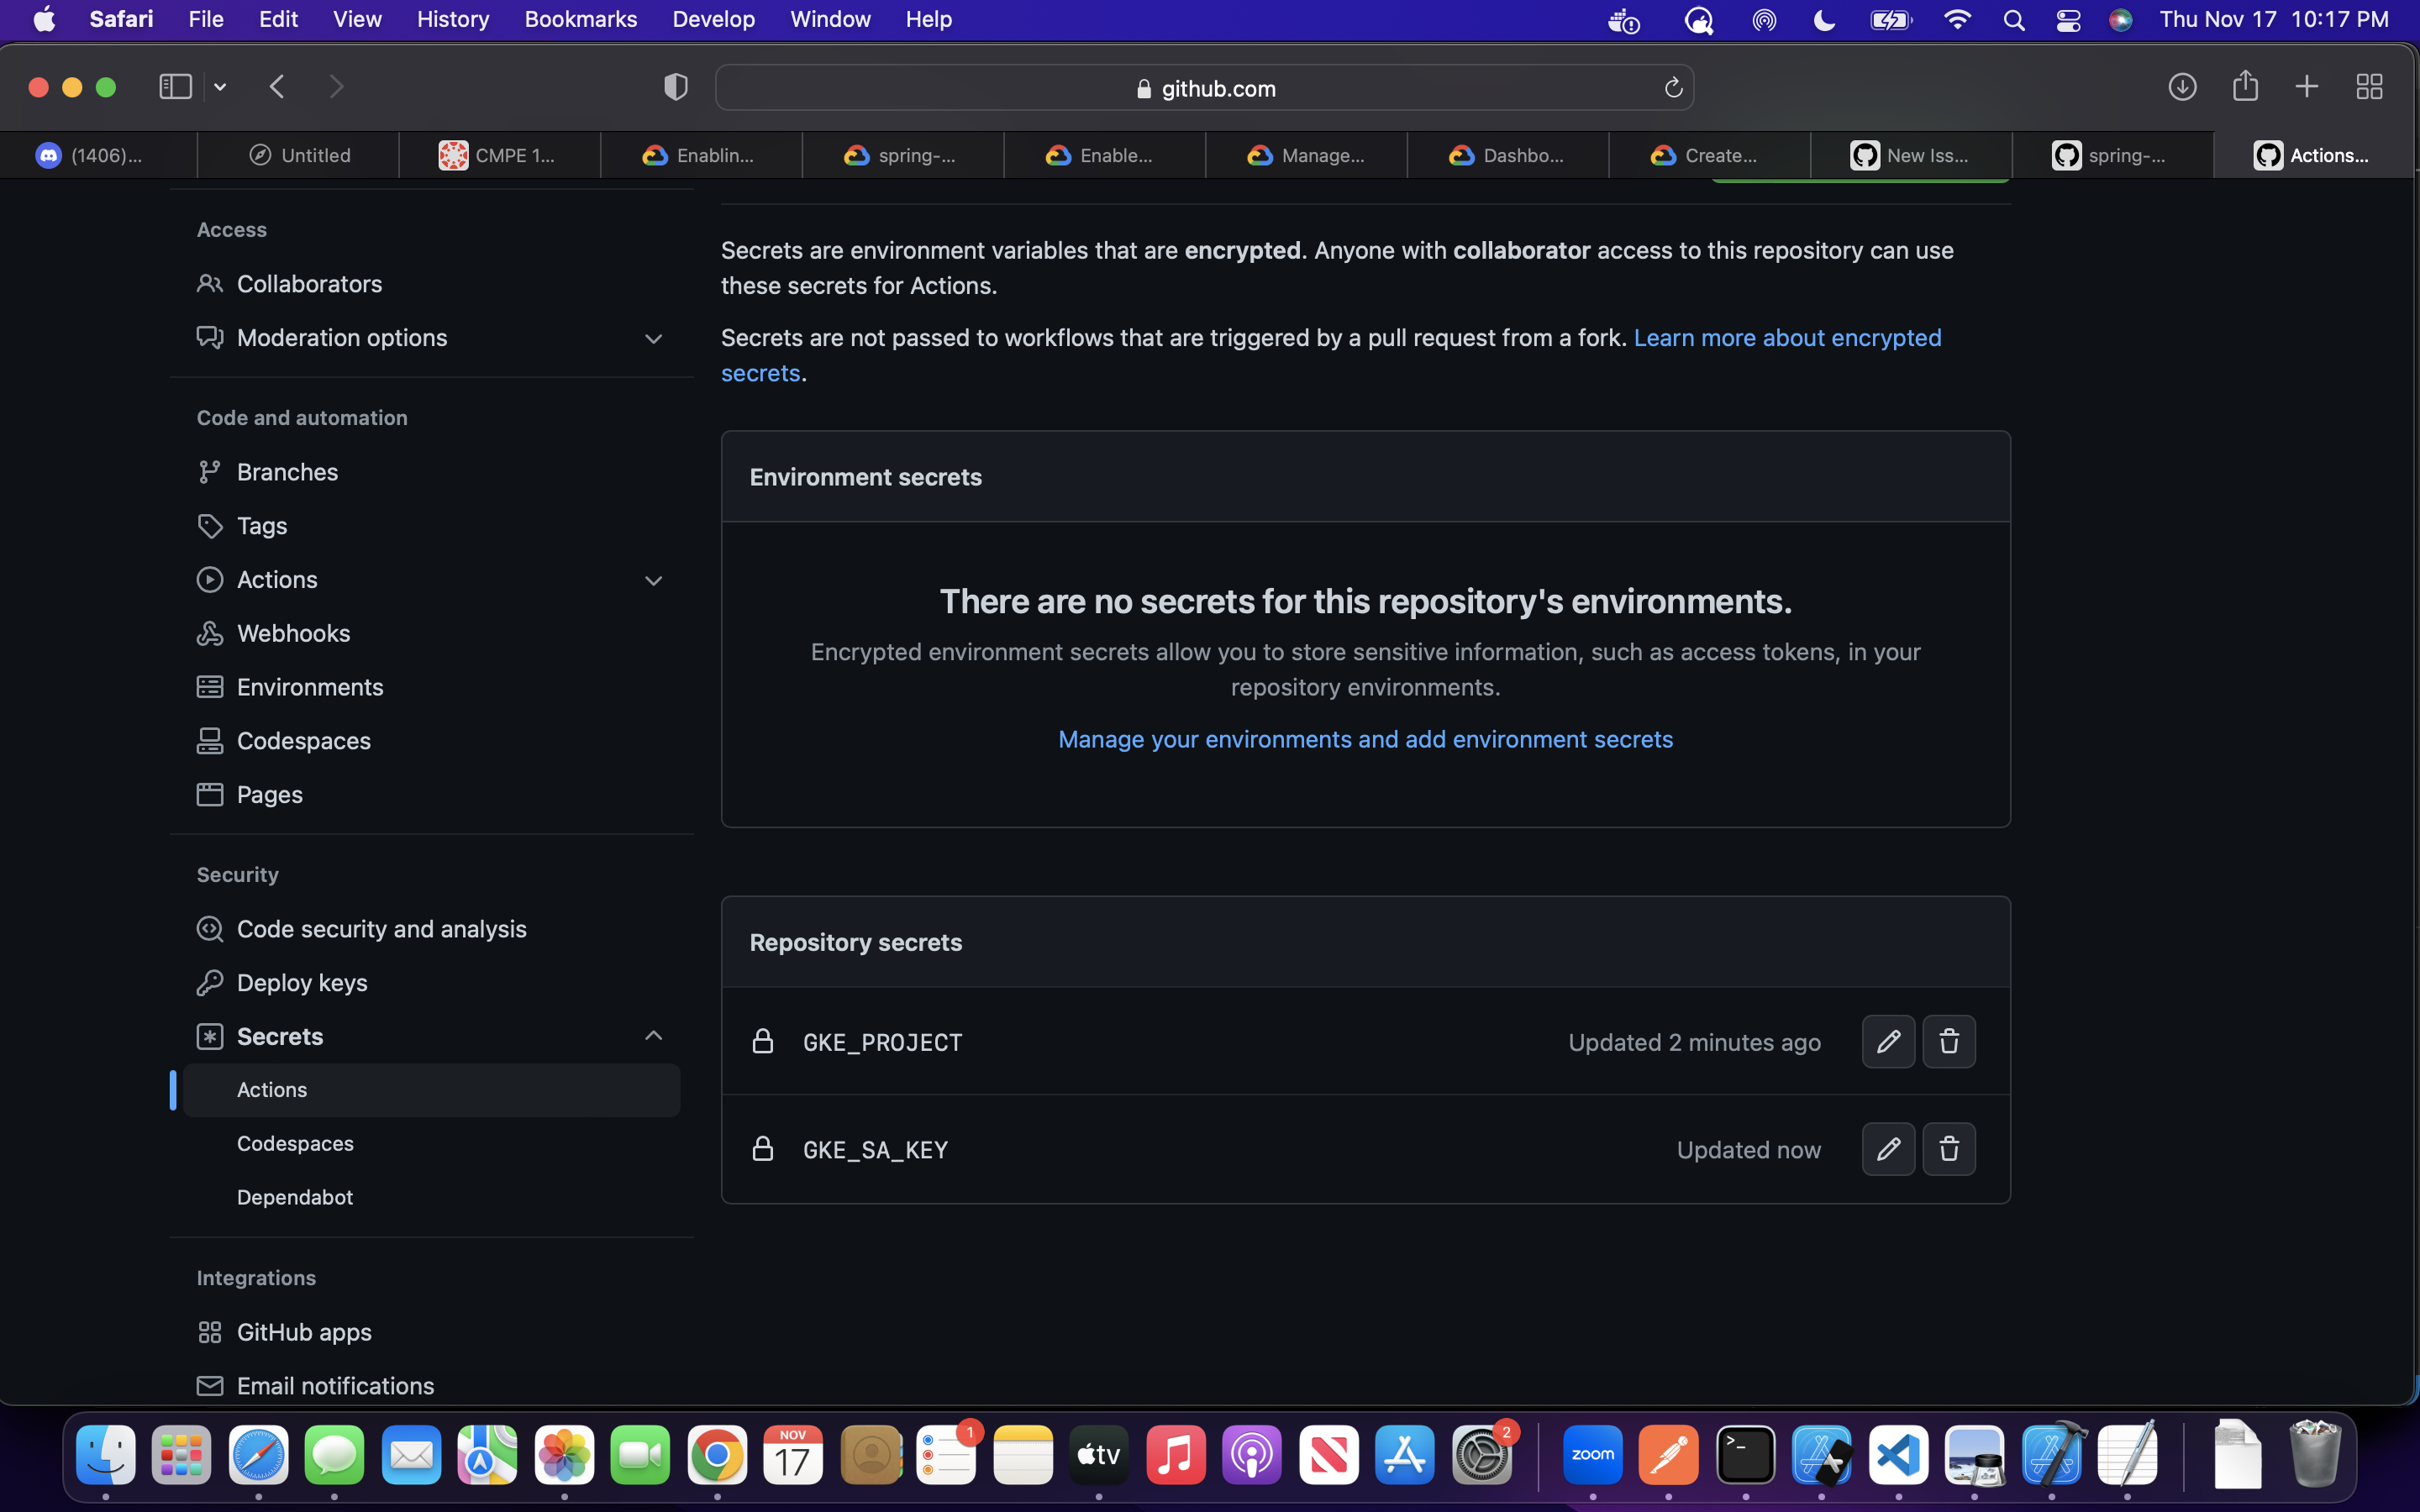 Safari File Edit View History Bookmarks Develop Window Help Thu Nov 17 10:17 PM
github.com
(1406)... Untitled CMPE 1... Enablin... spring-... Enable... Manage... Dashbo... Create... New Iss... spring-... Actions...
Access
Collaborators
Moderation options
Code and automation
Branches
Tags
Actions
Webhooks
Environments
Codespaces
Pages
Security
Code security and analysis
Deploy keys
Secrets
Actions
Codespaces
Dependabot
Integrations
GitHub apps
Email notifications
Secrets are environment variables that are encrypted. Anyone with collaborator access to this repository can use
these secrets for Actions.
Secrets are not passed to workflows that are triggered by a pull request from a fork. Learn more about encrypted
secrets.
Environment secrets
There are no secrets for this repository's environments.
Encrypted environment secrets allow you to store sensitive information, such as access tokens, in your
repository environments.
Manage your environments and add environment secrets
Repository secrets
GKE_PROJECT Updated 2 minutes ago
GKE_SA_KEY Updated now
NOV
17
1
tv
2
zoom